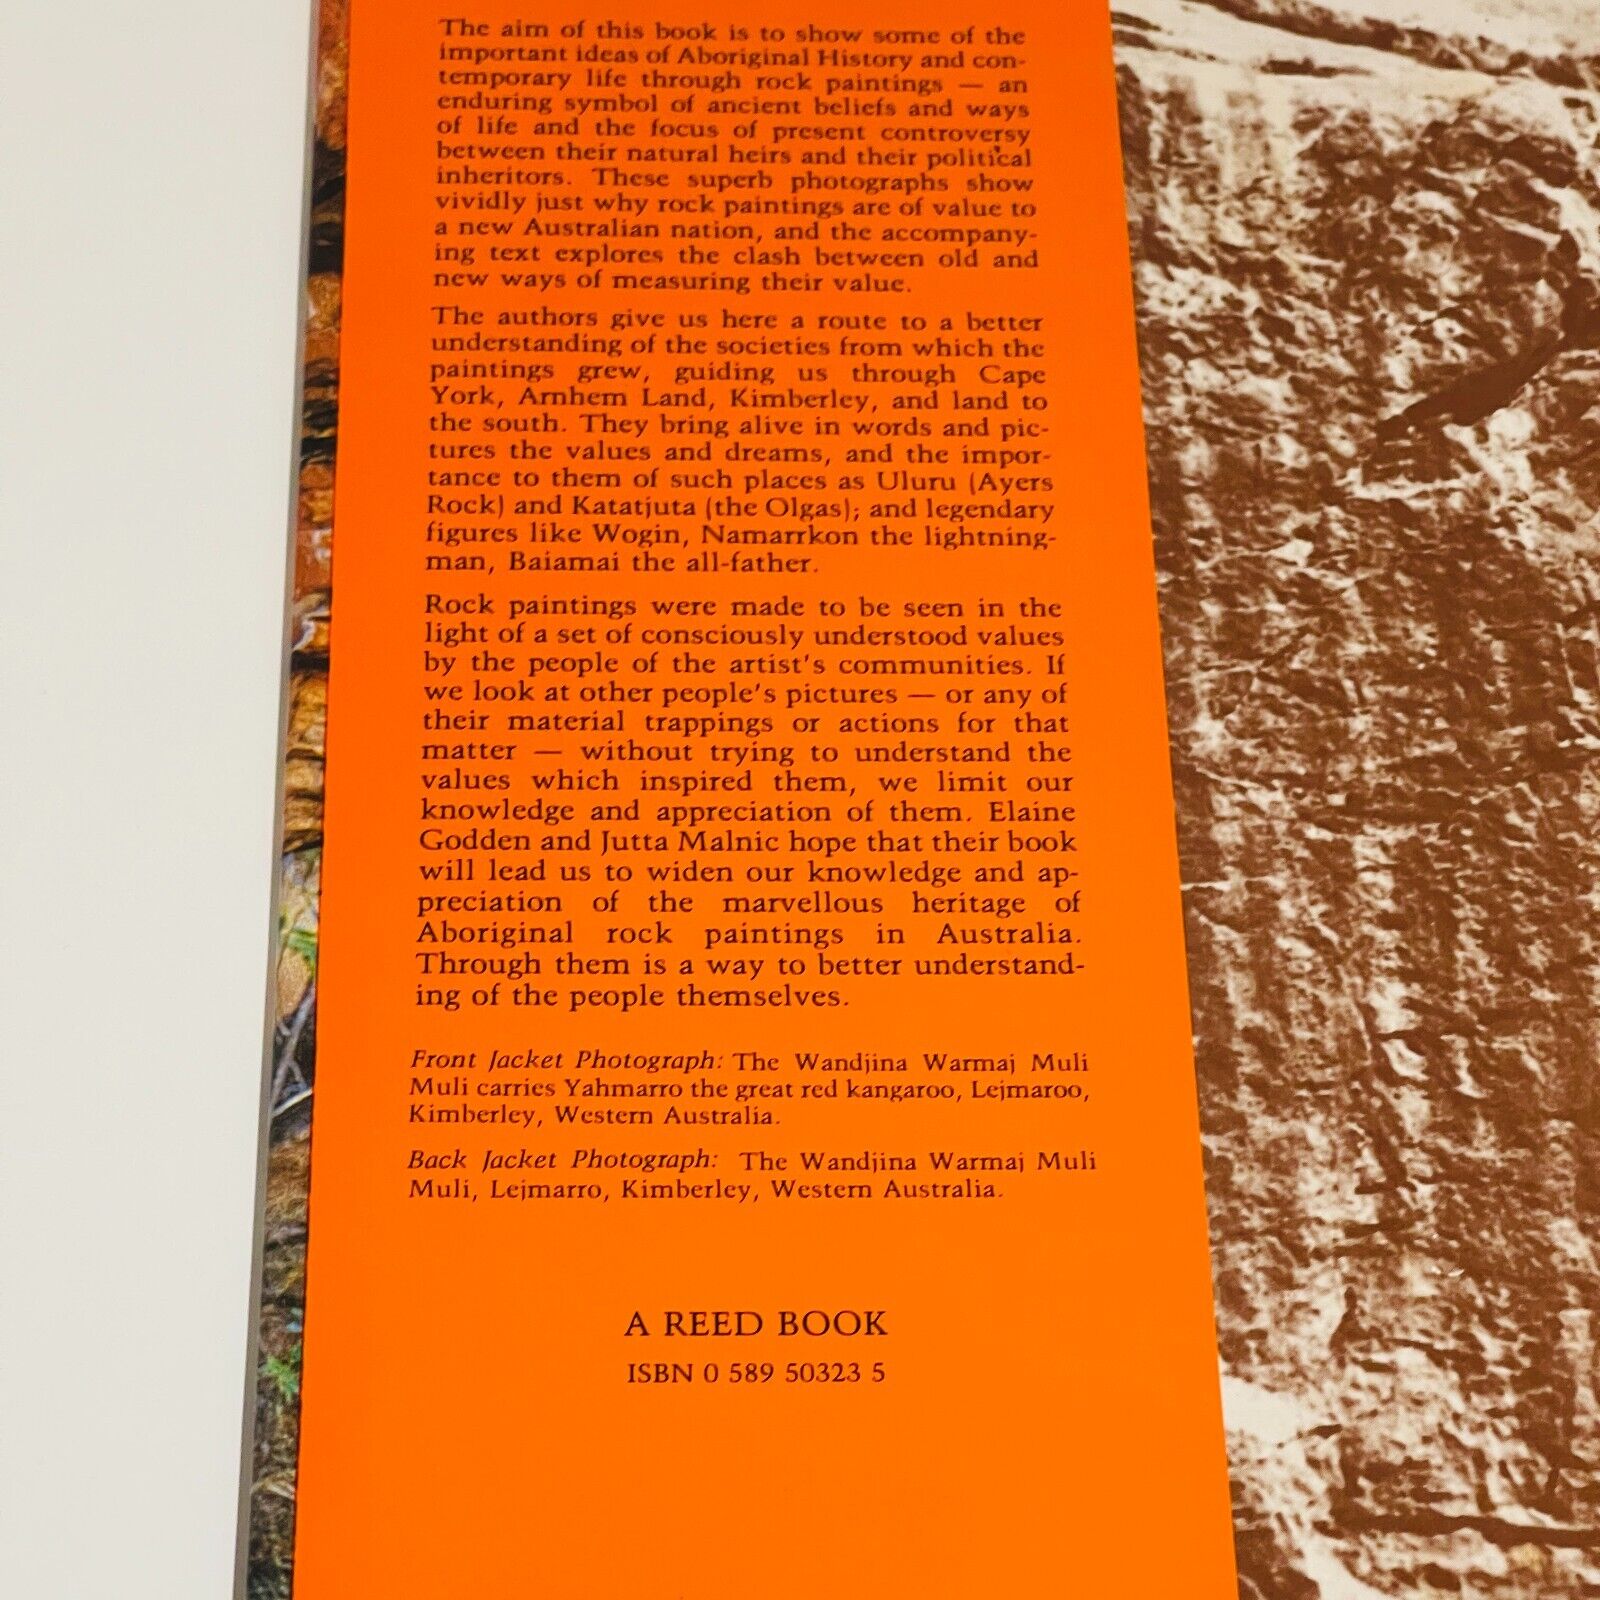 The aim of this book is to show some of the
important ideas of Aboriginal History and con-
temporary life through rock paintings — an
enduring symbol of ancient beliefs and ways
of life and the focus of present controversy
between their natural heirs and their political
inheritors. These superb photographs show
vividly just why rock paintings are of value to
a new Australian nation, and the accompany-
ing text explores the clash between old and
new ways of measuring their value.
The authors give us here a route to a better
understanding of the societies from which the
paintings grew, guiding us through Cape
York, Arnhem Land, Kimberley, and land to
the south. They bring alive in words and pic-
tures the values and dreams, and the impor-
tance to them of such places as Uluru (Ayers
Rock) and Katatjuta (the Olgas); and legendary
figures like Wogin, Namarrkon the lightning-
man, Baiamai the all-father.
Rock paintings were made to be seen in the
light of a set of consciously understood values
by the people of the artist's communities. If
we look at other people's pictures — or any of
their material trappings or actions for that
matter — without trying to understand the
values which inspired them, we limit our
knowledge and appreciation of them. Elaine
Godden and Jutta Malnic hope that their book
will lead us to widen our knowledge and ap-
preciation of the marvellous heritage of
Aboriginal rock paintings in Australia.
Through them is a way to better understand-
ing of the people themselves.
Front Jacket Photograph: The Wandjina Warmaj Muli
Muli carries Yahmarro the great red kangaroo, Lejmaroo,
Kimberley, Western Australia.
Back Jacket Photograph: The Wandjina Warmaj Muli
Muli, Lejmarro, Kimberley, Western Australia.
A REED BOOK
ISBN 0 589 50323 5